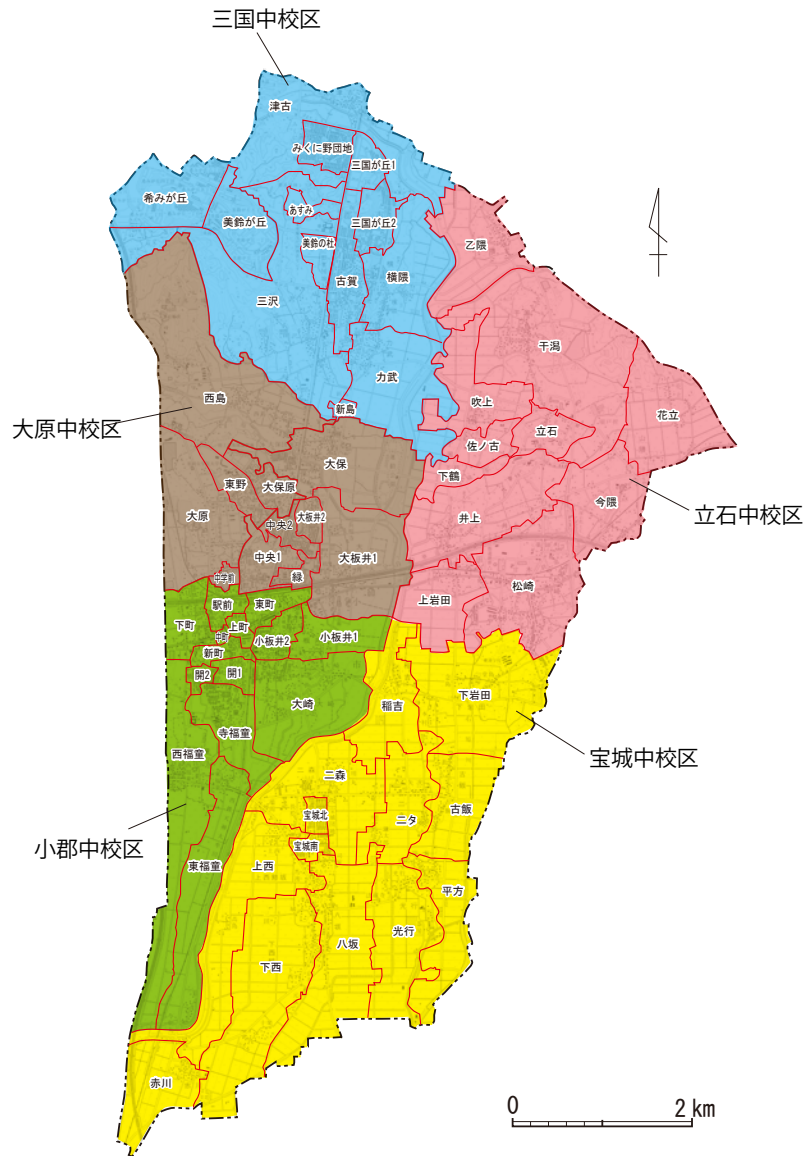 三国中校区
津古
みくに野団地
三国が丘1
希みが丘
美鈴が丘
あすみ
三国が丘2
美鈴の杜
古賀
横隈
乙隈
三沢
干潟
力武
西島
新島
吹上
花立
大原中校区
佐ノ古
立石
大保
下鶴
東野
大保原
今隈
立石中校区
大原
中央2
大板井2
井上
中央1
大板井1
中学前
緑
上岩田
松崎
駅前
東町
下町
上町
中町
小板井2
小板井1
新町
開2
開1
大崎
稲吉
下岩田
寺福童
西福童
二森
宝城中校区
宝城北
二タ
古飯
小郡中校区
宝城南
東福童
上西
平方
光行
八坂
下西
赤川
0
2 km